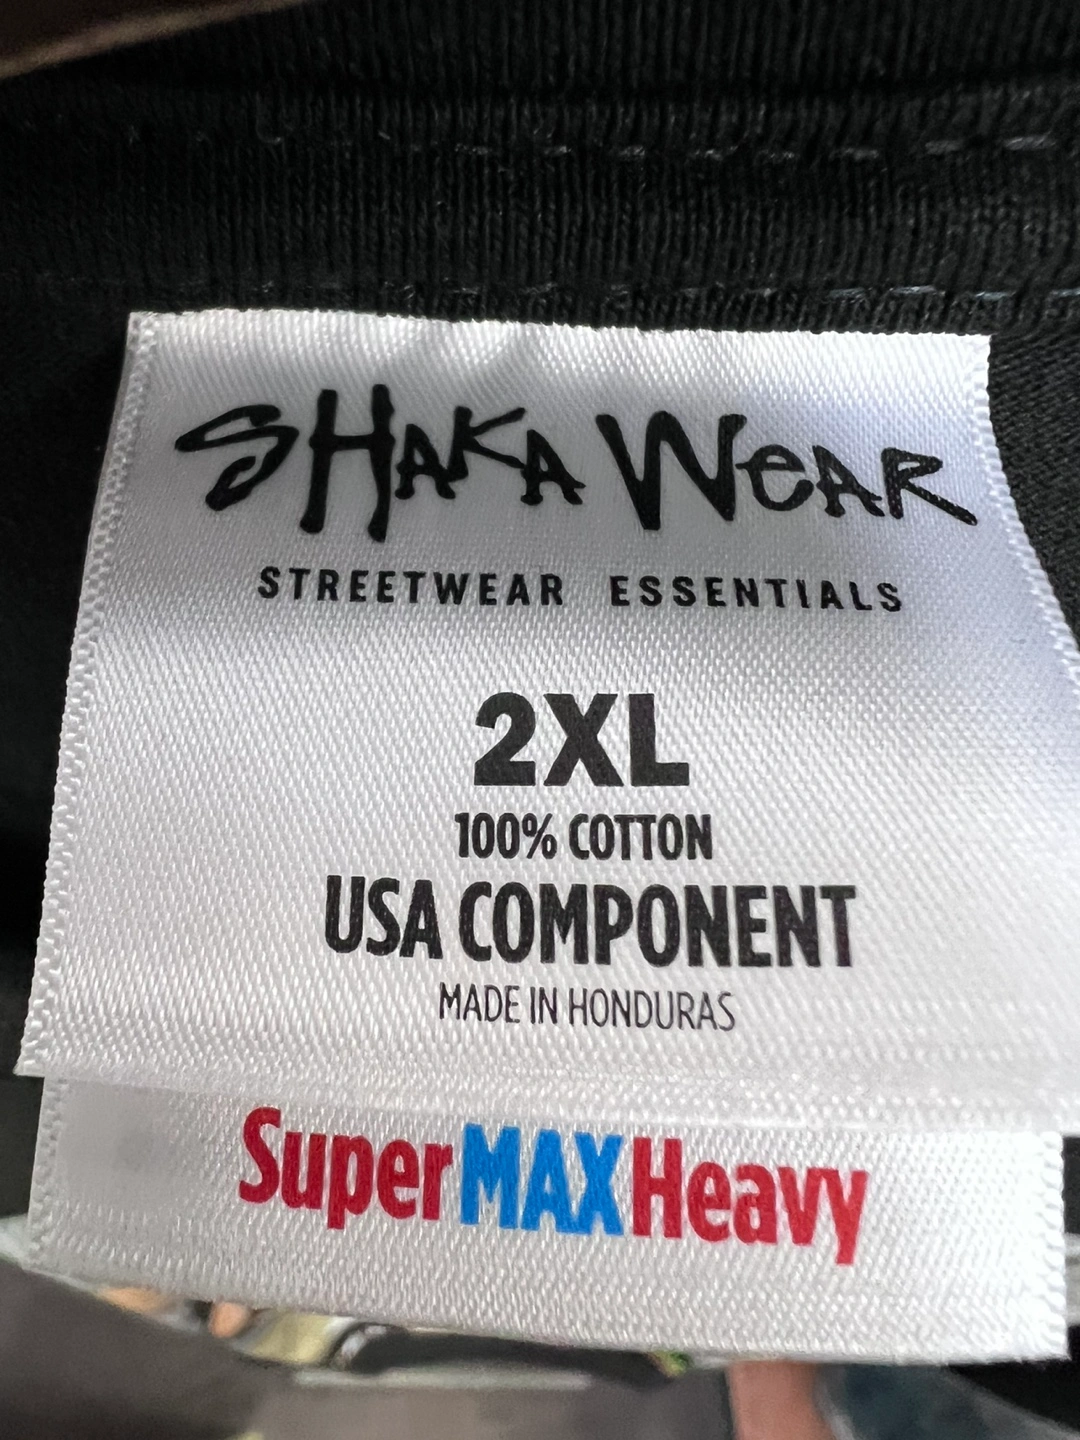 SHAKA WEAR
STREETWEAR ESSENTIALS
2XL
100% COTTON
USA COMPONENT
MADE IN HONDURAS
SuperMAXHeavy